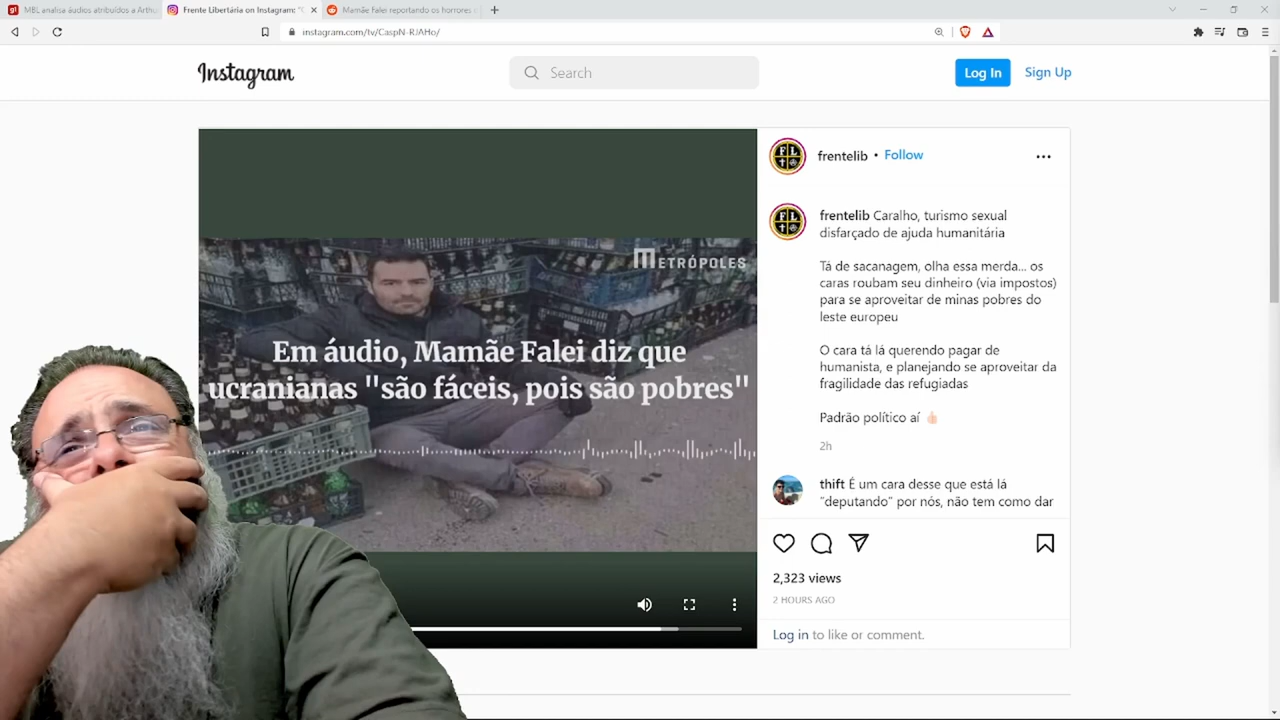 MBL analisa áudios atribuídos a Arthu
Frente Libertária on Instagram: "C
Mamãe Falei reportando os horrores
instagram.com/tv/CaspN-RJAHo/
Instagram
Search
Log In
Sign Up
METRÓPOLES
Em áudio, Mamãe Falei diz que
ucranianas "são fáceis, pois são pobres"
frentelib • Follow
frentelib Caralho, turismo sexual
disfarçado de ajuda humanitária
Tá de sacanagem, olha essa merda... os
caras roubam seu dinheiro (via impostos)
para se aproveitar de minas pobres do
leste europeu
O cara tá lá querendo pagar de
humanista, e planejando se aproveitar da
fragilidade das refugiadas
Padrão político aí 👍🏻
2h
thift É um cara desse que está lá
"deputando" por nós, não tem como dar
2,323 views
2 HOURS AGO
Log in to like or comment.